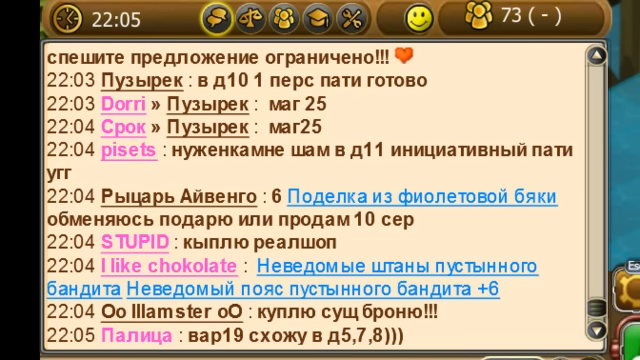 22:05
73 ( - )
спешите предложение ограничено!!!
22:03 Пузырек : в д10 1 перс пати готово
22:03 Dorri » Пузырек : маг 25
22:04 Срок » Пузырек : маг25
22:04 pisets : нуженкамне шам в д11 инициативный пати
угг
22:04 Рыцарь Айвенго : 6 Поделка из фиолетовой бяки
обменяюсь подарю или продам 10 сер
22:04 STUPID : кыплю реалшоп
22:04 I like chokolate : Неведомые штаны пустынного
бандита Неведомый пояс пустынного бандита +6
22:04 Oo IIIamster oO : куплю сущ броню!!!
22:05 Палица : вар19 схожу в д5,7,8)))